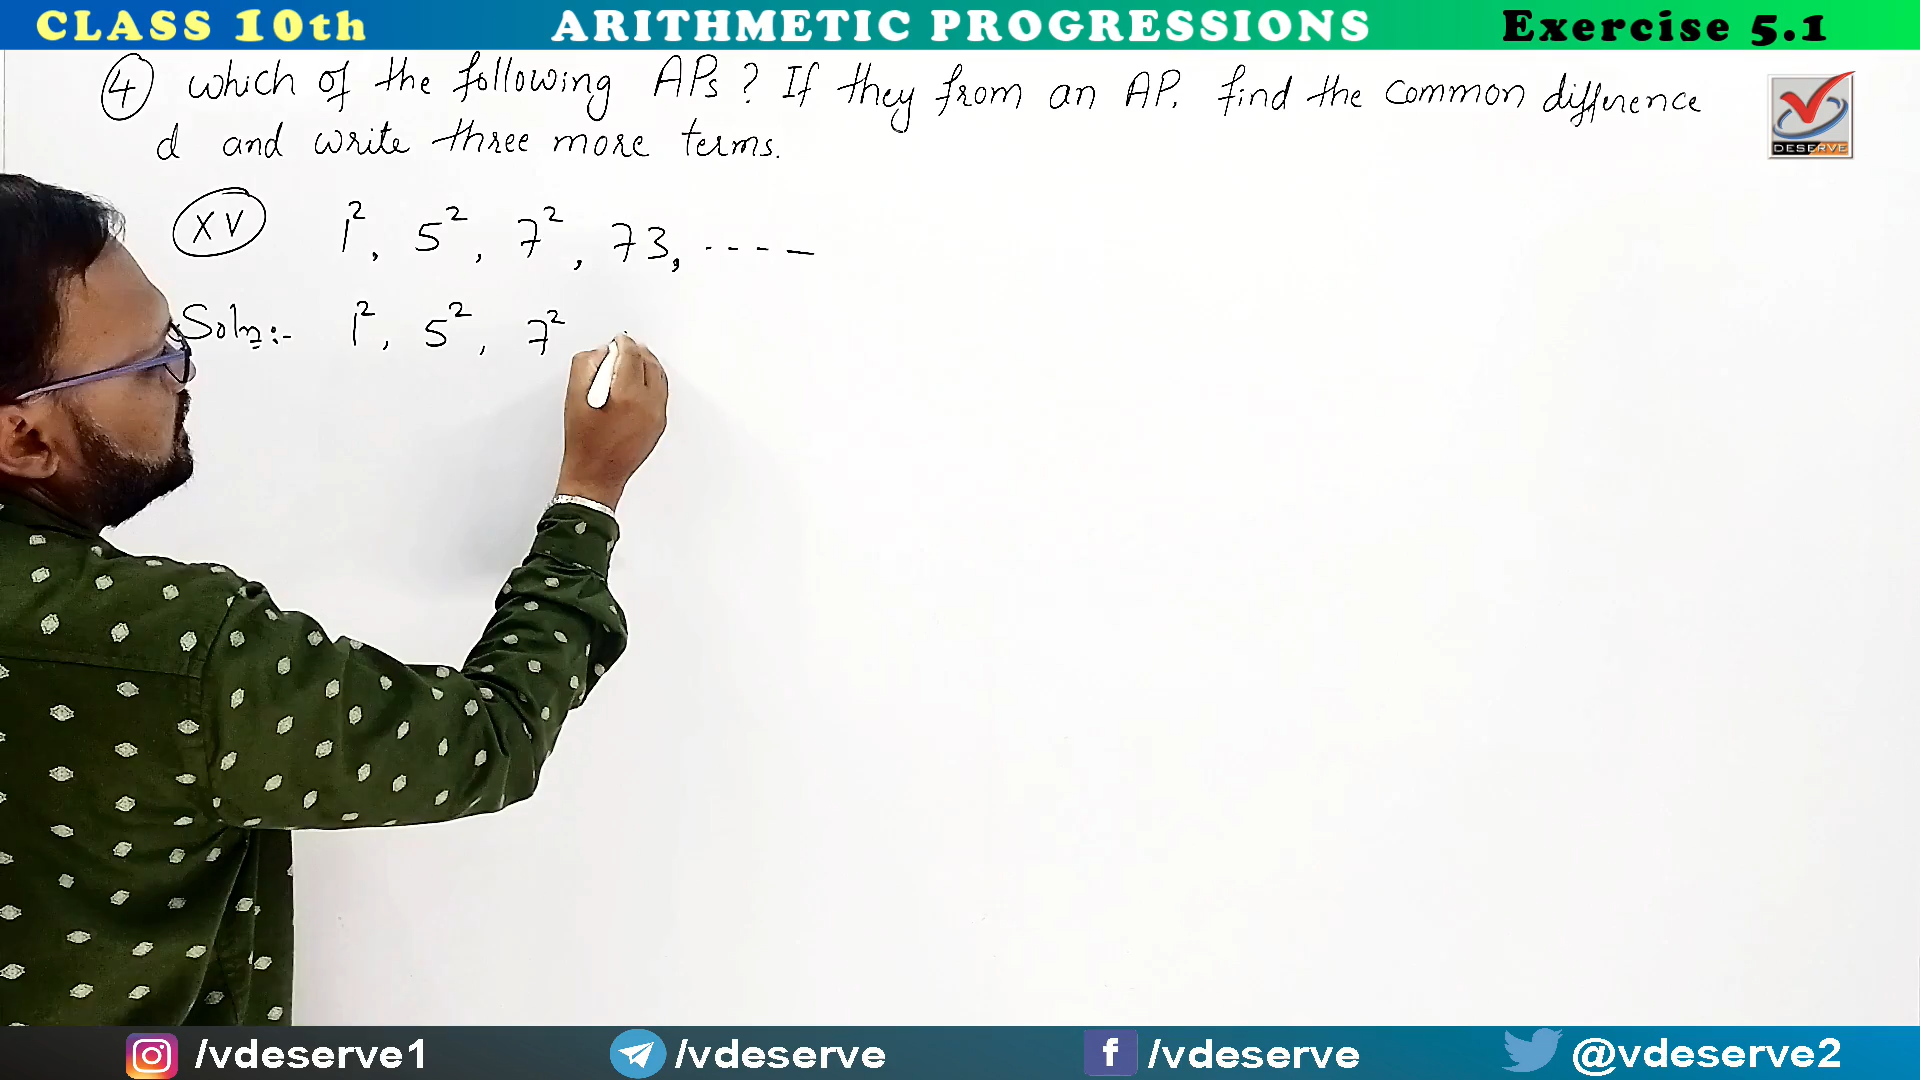 CLASS 10th ARITHMETIC PROGRESSIONS Exercise 5.1
4 which of the following APs ? If they from an AP. find the common difference
d and write three more terms.
DESERVE
XV 1², 5², 7², 73, ----
Soln:- 1², 5², 7²
/vdeserve1 /vdeserve /vdeserve @vdeserve2